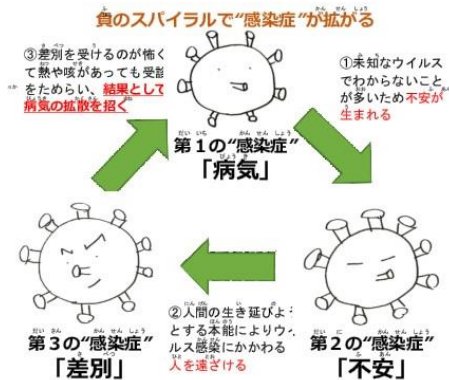 負のスパイラルで“感染症”が拡がる
③差別を受けるのが怖く
て熱や咳があっても受診
をためらい、結果として
病気の拡散を招く
①未知なウイルス
でわからないこと
が多いため不安が
生まれる
第1の“感染症”
「病気」
②人間の生き延びよう
とする本能によりウイ
ルス感染にかかわる
人を遠ざける
第3の“感染症”
「差別」
第2の“感染症”
「不安」